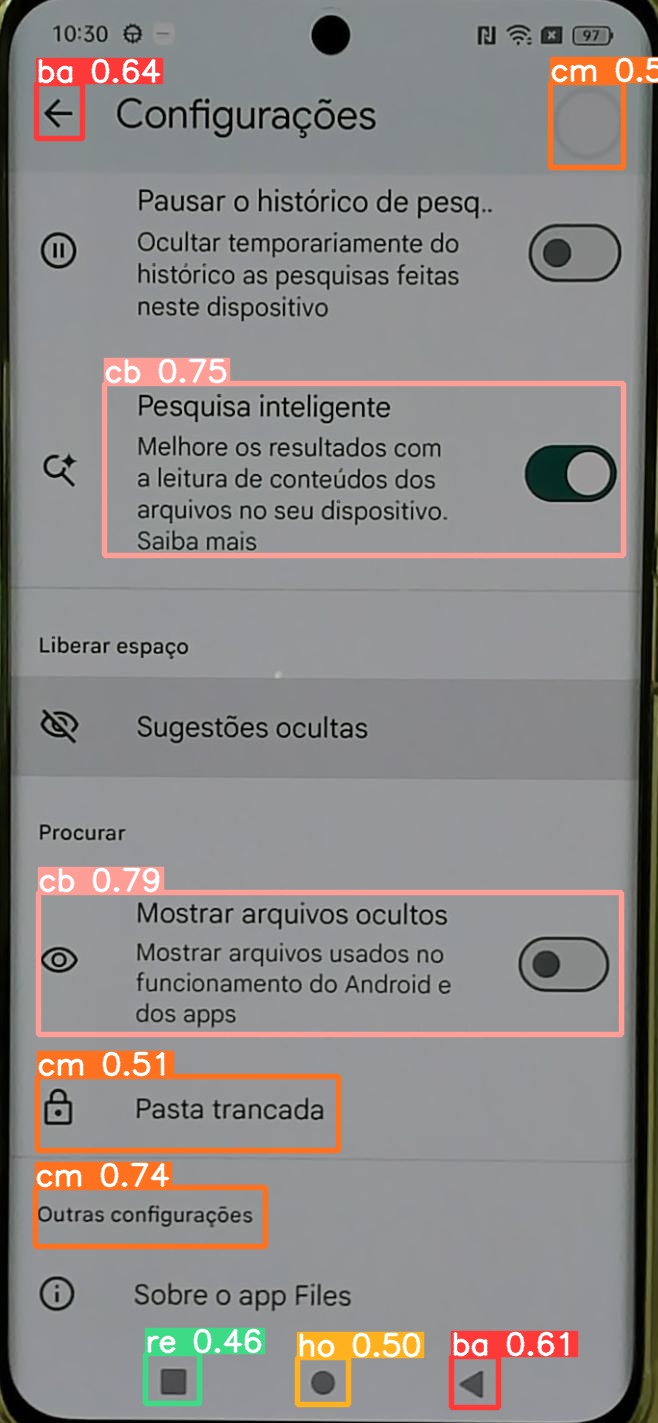 10:30
97
ba 0.64
cm 0.5
Configurações
Pausar o histórico de pesq..
Ocultar temporariamente do
histórico as pesquisas feitas
neste dispositivo
cb 0.75
Pesquisa inteligente
Melhore os resultados com
a leitura de conteúdos dos
arquivos no seu dispositivo.
Saiba mais
Liberar espaço
Sugestões ocultas
Procurar
cb 0.79
Mostrar arquivos ocultos
Mostrar arquivos usados no
funcionamento do Android e
dos apps
cm 0.51
Pasta trancada
cm 0.74
Outras configurações
Sobre o app Files
re 0.46
ho 0.50
ba 0.61